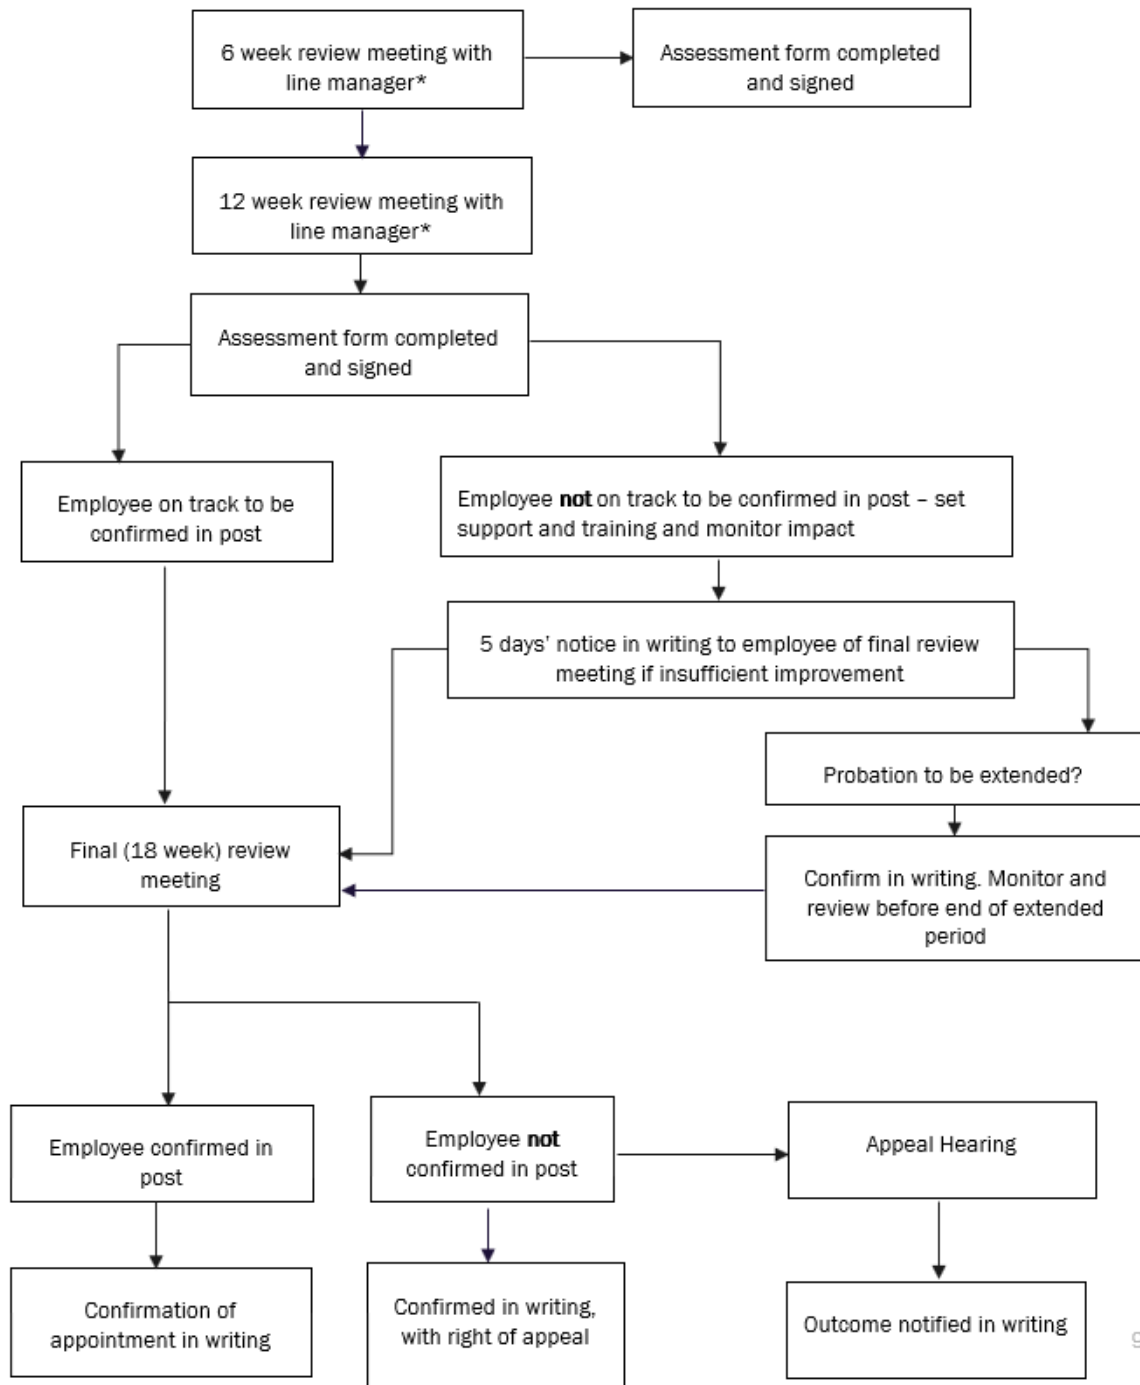 6 week review meeting with
line manager*
Assessment form completed
and signed
12 week review meeting with
line manager*
Assessment form completed
and signed
Employee on track to be
confirmed in post
Employee not on track to be confirmed in post – set
support and training and monitor impact
5 days’ notice in writing to employee of final review
meeting if insufficient improvement
Probation to be extended?
Final (18 week) review
meeting
Confirm in writing. Monitor and
review before end of extended
period
Employee confirmed in
post
Employee not
confirmed in post
Appeal Hearing
Confirmation of
appointment in writing
Confirmed in writing,
with right of appeal
Outcome notified in writing
9